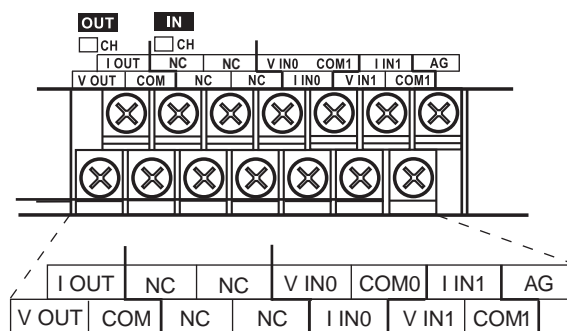 OUT IN
CH CH
I OUT NC NC V IN0 COM1 I IN1 AG
V OUT COM NC NC I IN0 V IN1 COM1
I OUT NC NC V IN0 COM0 I IN1 AG
V OUT COM NC NC I IN0 V IN1 COM1